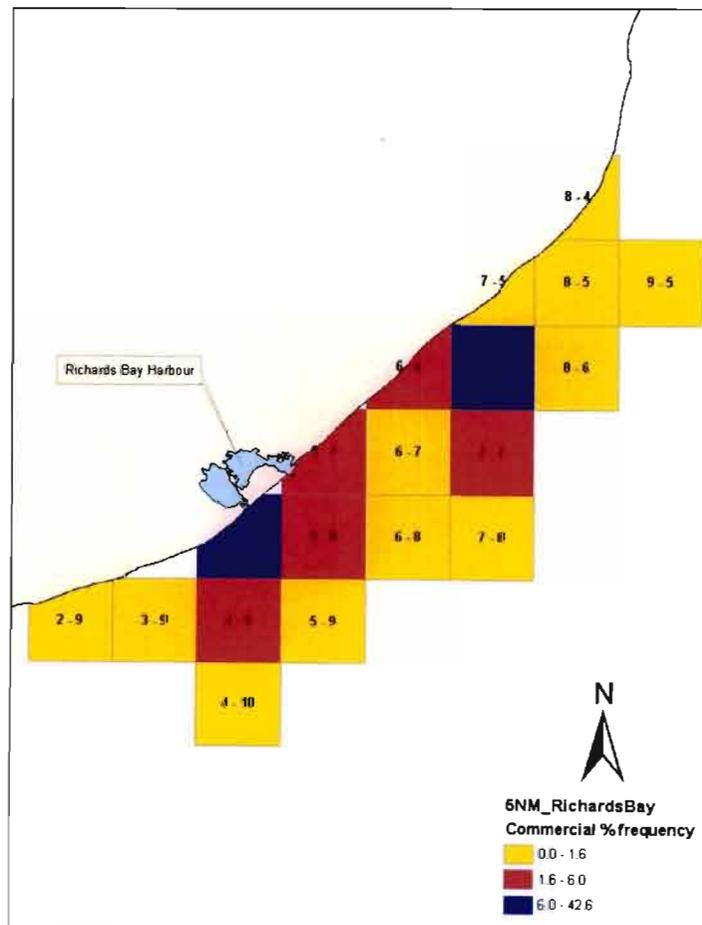 8 - 4
7 - 5
8 - 5
9 - 5
8 - 6
Richards Bay Harbour
6 - 7
6 - 8
7 - 8
2 - 9
3 - 9
5 - 9
4 - 10
N
6NM_RichardsBay
Commercial % frequency
0.0 - 1.6
1.6 - 6.0
6.0 - 42.6